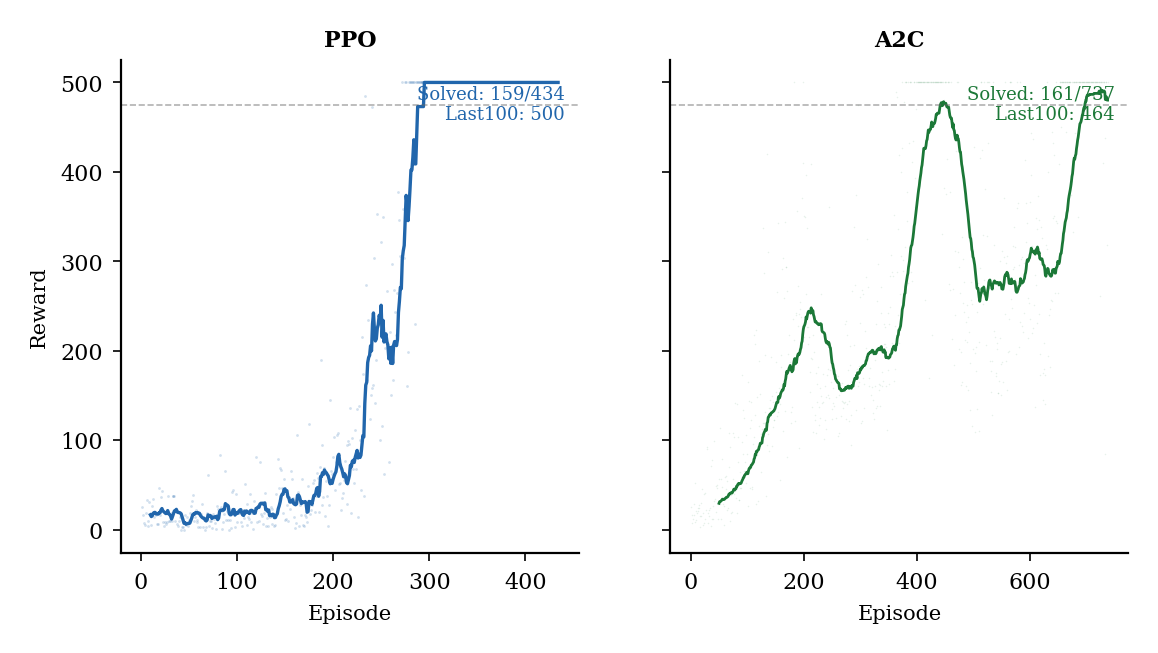 PPO
Reward
500
400
300
200
100
0
Solved: 159/434
Last100: 500
0 100 200 300 400
Episode
A2C
Solved: 161/737
Last100: 464
0 200 400 600
Episode